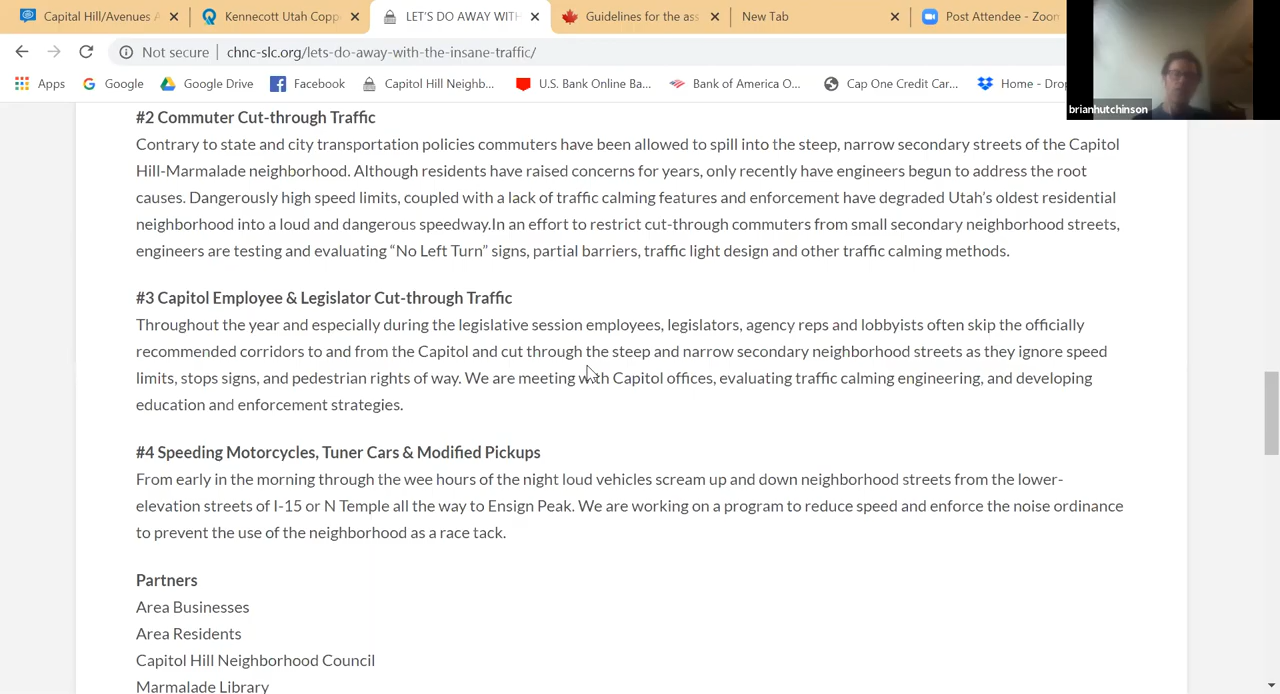 Capital Hill/Avenues A
Kennecott Utah Copp
LET'S DO AWAY WITH
Guidelines for the ass
New Tab
Post Attendee - Zoom
Not secure
chnc-slc.org/lets-do-away-with-the-insane-traffic/
Apps
Google
Google Drive
Facebook
Capitol Hill Neighb...
U.S. Bank Online Ba...
Bank of America O...
Cap One Credit Car...
Home - Drop
brianhutchinson
#2 Commuter Cut-through Traffic
Contrary to state and city transportation policies commuters have been allowed to spill into the steep, narrow secondary streets of the Capitol
Hill-Marmalade neighborhood. Although residents have raised concerns for years, only recently have engineers begun to address the root
causes. Dangerously high speed limits, coupled with a lack of traffic calming features and enforcement have degraded Utah's oldest residential
neighborhood into a loud and dangerous speedway.In an effort to restrict cut-through commuters from small secondary neighborhood streets,
engineers are testing and evaluating "No Left Turn" signs, partial barriers, traffic light design and other traffic calming methods.
#3 Capitol Employee & Legislator Cut-through Traffic
Throughout the year and especially during the legislative session employees, legislators, agency reps and lobbyists often skip the officially
recommended corridors to and from the Capitol and cut through the steep and narrow secondary neighborhood streets as they ignore speed
limits, stops signs, and pedestrian rights of way. We are meeting with Capitol offices, evaluating traffic calming engineering, and developing
education and enforcement strategies.
#4 Speeding Motorcycles, Tuner Cars & Modified Pickups
From early in the morning through the wee hours of the night loud vehicles scream up and down neighborhood streets from the lower-
elevation streets of I-15 or N Temple all the way to Ensign Peak. We are working on a program to reduce speed and enforce the noise ordinance
to prevent the use of the neighborhood as a race tack.
Partners
Area Businesses
Area Residents
Capitol Hill Neighborhood Council
Marmalade Library